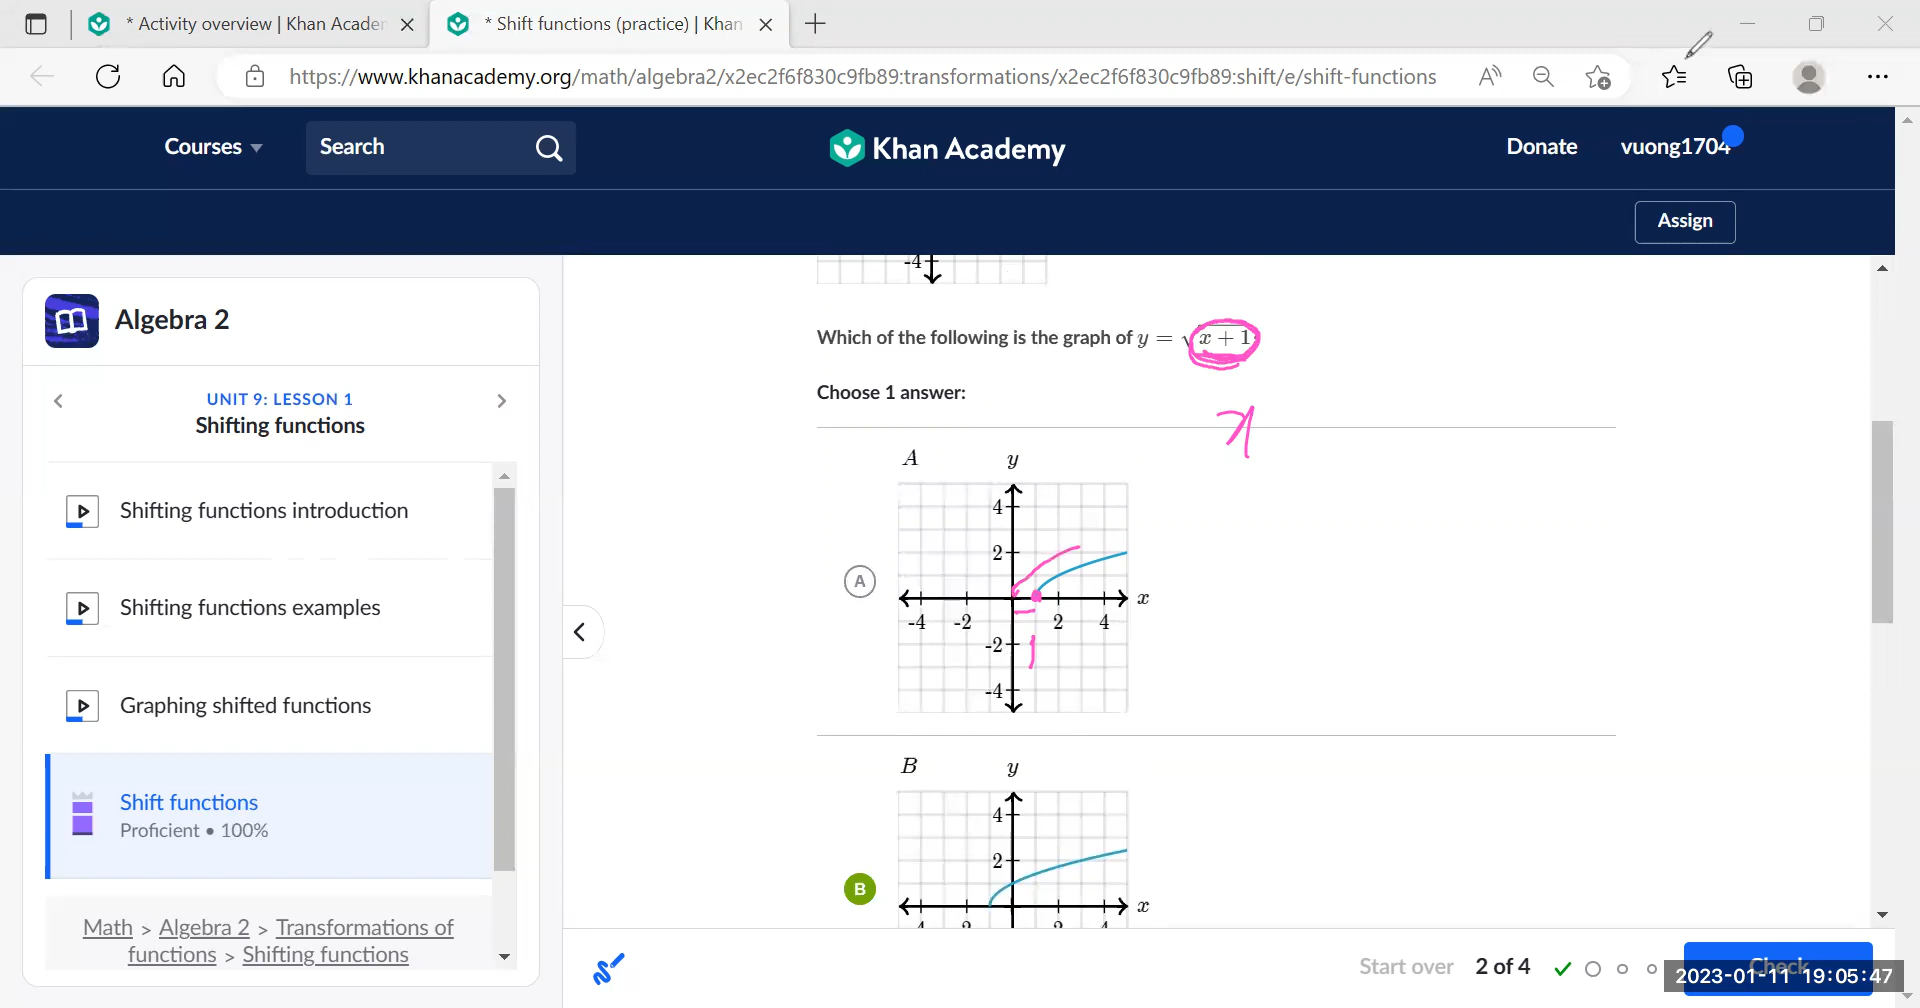 * Activity overview | Khan Acade
* Shift functions (practice) | Khan
https://www.khanacademy.org/math/algebra2/x2ec2f6f830c9fb89:transformations/x2ec2f6f830c9fb89:shift/e/shift-functions
Courses
Search
Khan Academy
Donate
vuong1704
Assign
Algebra 2
UNIT 9: LESSON 1
Shifting functions
Shifting functions introduction
Shifting functions examples
Graphing shifted functions
Shift functions
Proficient • 100%
Math > Algebra 2 > Transformations of
functions > Shifting functions
-4
Which of the following is the graph of y = √x + 1
Choose 1 answer:
A
y
4
2
A
x
-4 -2 2 4
-2
-4
B
y
4
2
B
x
Start over
2 of 4
Check
2023-01-11 19:05:47